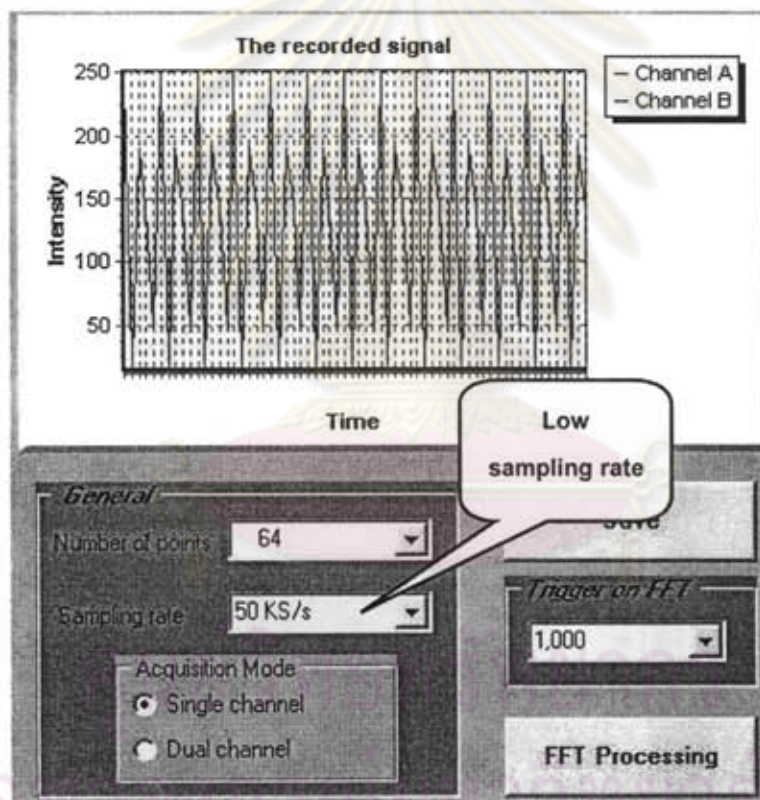 The recorded signal
250
200
150
100
50
Intensity
Channel A
Channel B
Time
Low
sampling rate
General
Number of points
64
Sampling rate
50 KS/s
Acquisition Mode
Single channel
Dual channel
Save
Trigger on FFT
1,000
FFT Processing